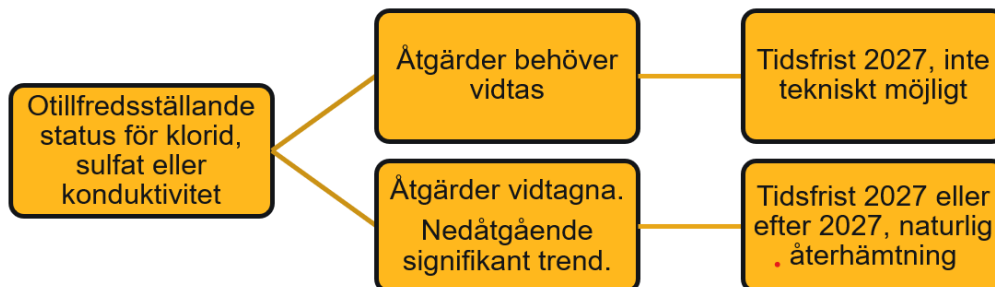 Otillfredsställande
status för klorid,
sulfat eller
konduktivitet
Åtgärder behöver
vidtas
Tidsfrist 2027, inte
tekniskt möjligt
Åtgärder vidtagna.
Nedåtgående
signifikant trend.
Tidsfrist 2027 eller
efter 2027, naturlig
återhämtning